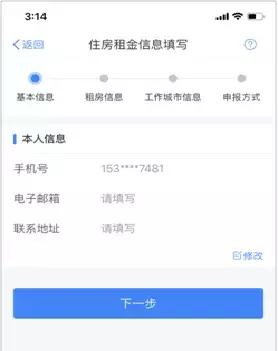 3:14
返回 住房租金信息填写
基本信息 租房信息 工作城市信息 申报方式
本人信息
手机号 153****7481
电子邮箱 请填写
联系地址 请填写
修改
下一步